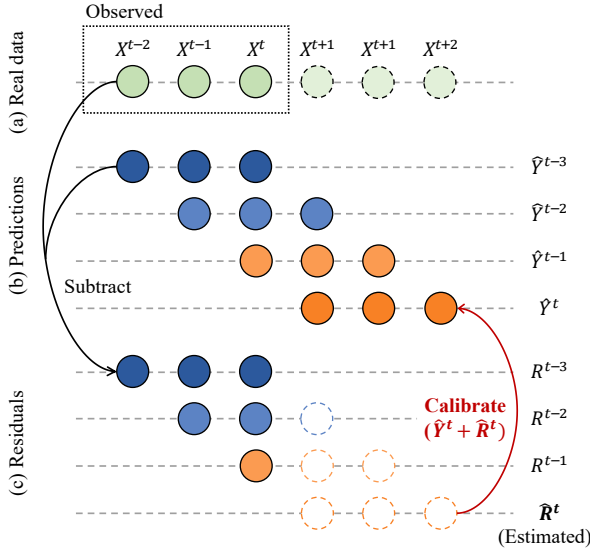 Observed
(a) Real data
X^{t−2} X^{t−1} X^t X^{t+1} X^{t+1} X^{t+2}
(b) Predictions
Ŷ^{t−3}
Ŷ^{t−2}
Ŷ^{t−1}
Ŷ^t
Subtract
(c) Residuals
R^{t−3}
Calibrate
(Ŷ^t + R̂^t)
R^{t−2}
R^{t−1}
R̂^t
(Estimated)